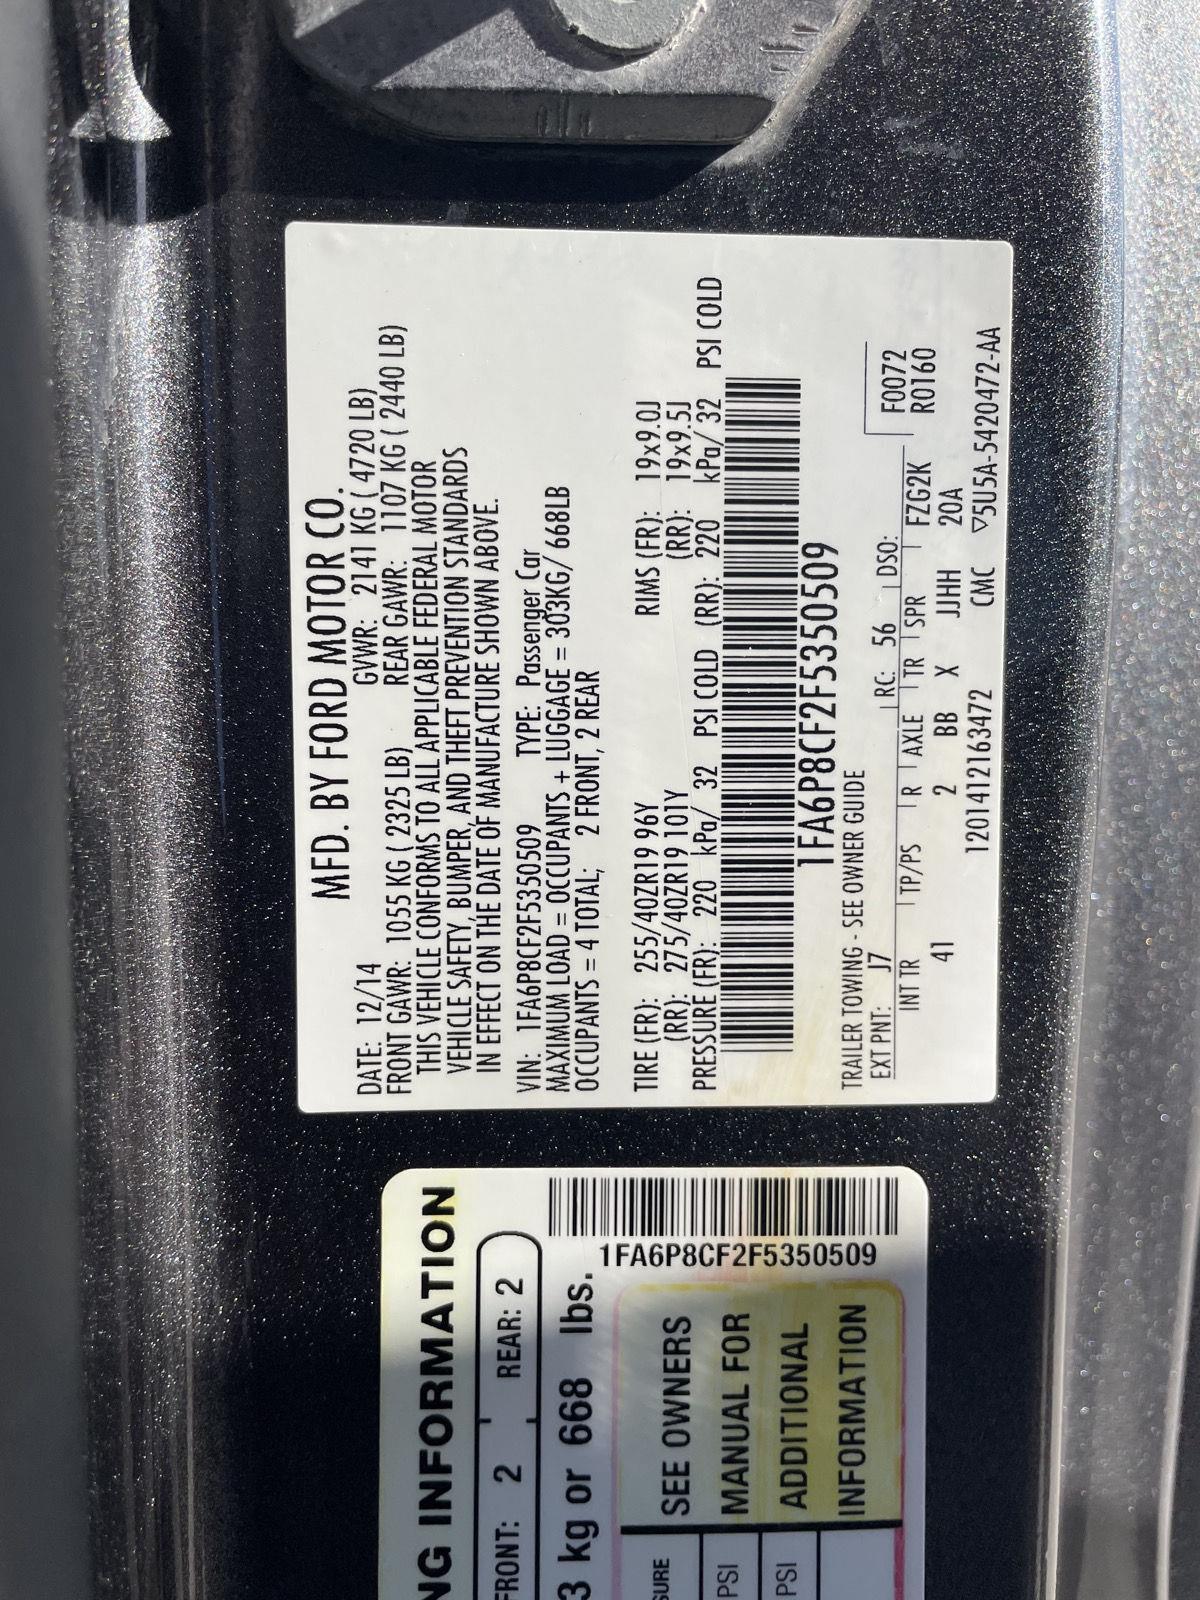 MFD. BY FORD MOTOR CO.
DATE: 12/14 GVWR: 2141 KG ( 4720 LB)
FRONT GAWR: 1055 KG ( 2325 LB) REAR GAWR: 1107 KG ( 2440 LB)
THIS VEHICLE CONFORMS TO ALL APPLICABLE FEDERAL MOTOR
VEHICLE SAFETY, BUMPER, AND THEFT PREVENTION STANDARDS
IN EFFECT ON THE DATE OF MANUFACTURE SHOWN ABOVE.
VIN: 1FA6P8CF2F5350509 TYPE: Passenger Car
MAXIMUM LOAD = OCCUPANTS + LUGGAGE = 303KG/ 668LB
OCCUPANTS = 4 TOTAL; 2 FRONT, 2 REAR
TIRE (FR): 255/40ZR19 96Y RIMS (FR): 19x9.0J
(RR): 275/40ZR19 101Y (RR): 19x9.5J
PRESSURE (FR): 220 kPa/ 32 PSI COLD (RR): 220 kPa/ 32 PSI COLD
1FA6P8CF2F5350509
TRAILER TOWING - SEE OWNER GUIDE
EXT PNT: J7 RC: 56 DSO: F0072
INT TR TP/PS R AXLE TR SPR FZG2K R0160
41 2 BB X JJHH 20A
1201412163472 CMC ▽5U5A-5420472-AA
NG INFORMATION
FRONT: 2 REAR: 2
3 kg or 668 lbs.
1FA6P8CF2F5350509
SURE SEE OWNERS
PSI MANUAL FOR
PSI ADDITIONAL
INFORMATION